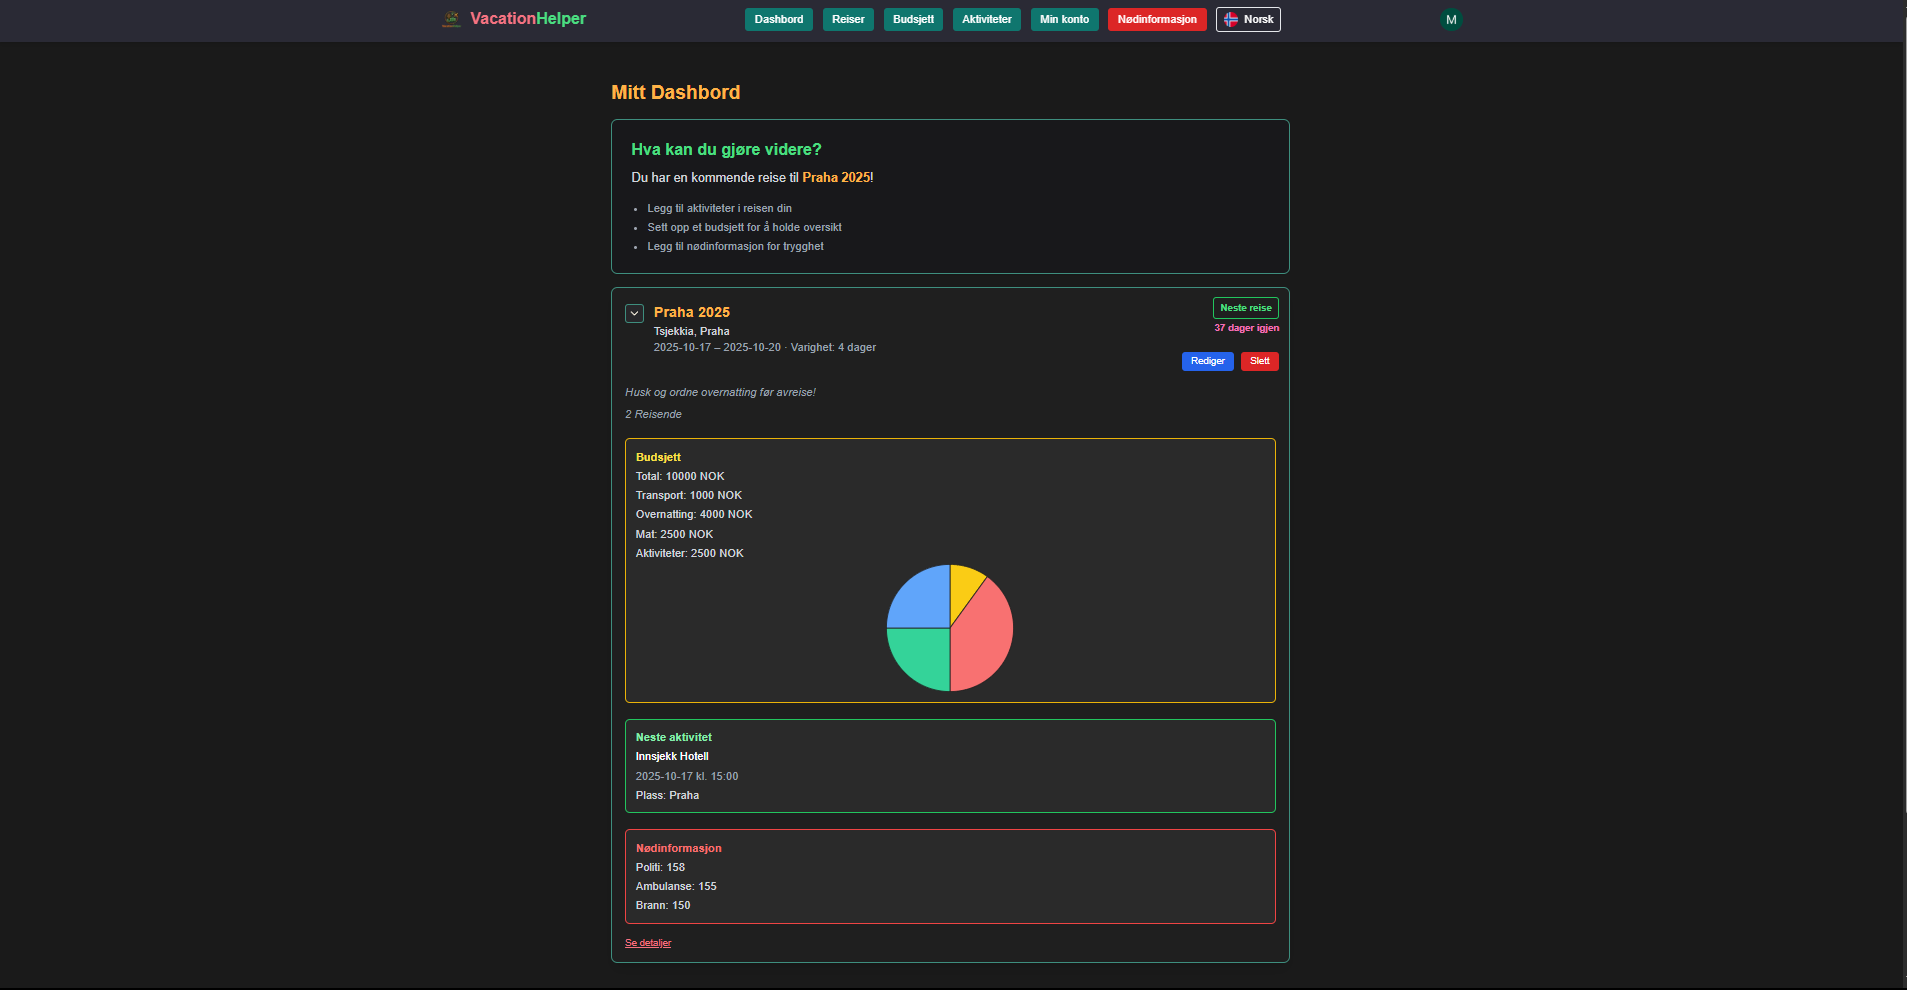 VacationHelper
Dashbord Reiser Budsjett Aktiviteter Min konto Nødinformasjon Norsk M
Mitt Dashbord
Hva kan du gjøre videre?
Du har en kommende reise til Praha 2025!
• Legg til aktiviteter i reisen din
• Sett opp et budsjett for å holde oversikt
• Legg til nødinformasjon for trygghet
Praha 2025
Neste reise
Tsjekkia, Praha
37 dager igjen
2025-10-17 – 2025-10-20 · Varighet: 4 dager
Rediger Slett
Husk og ordne overnatting før avreise!
2 Reisende
Budsjett
Total: 10000 NOK
Transport: 1000 NOK
Overnatting: 4000 NOK
Mat: 2500 NOK
Aktiviteter: 2500 NOK
Neste aktivitet
Innsjekk Hotell
2025-10-17 kl. 15:00
Plass: Praha
Nødinformasjon
Politi: 158
Ambulanse: 155
Brann: 150
Se detaljer